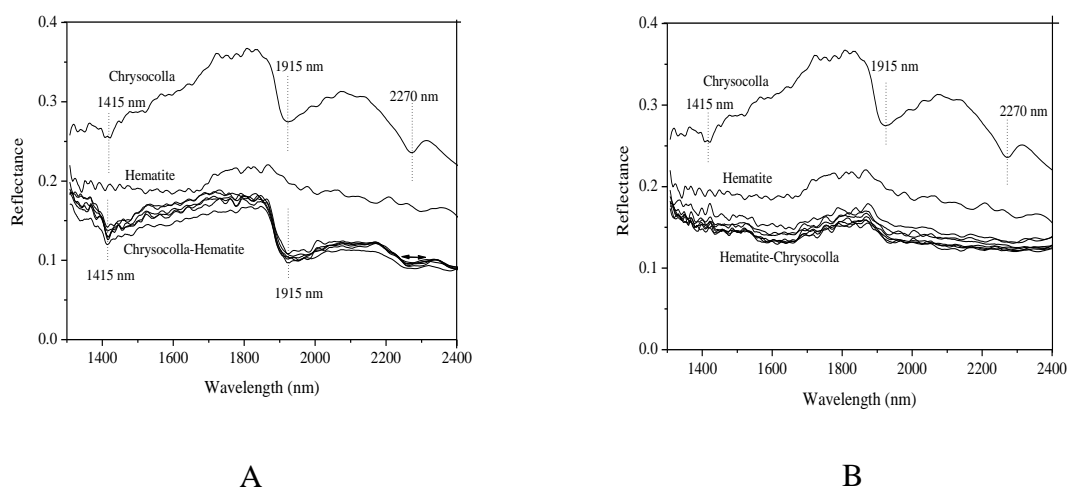 0.4
0.3
0.2
0.1
0.0
Reflectance
1915 nm
Chrysocolla
2270 nm
1415 nm
Hematite
Chrysocolla-Hematite
1415 nm
1915 nm
1400 1600 1800 2000 2200 2400
Wavelength (nm)
A
0.4
0.3
0.2
0.1
0.0
Reflectance
1915 nm
Chrysocolla
1415 nm
2270 nm
Hematite
Hematite-Chrysocolla
1400 1600 1800 2000 2200 2400
Wavelength (nm)
B